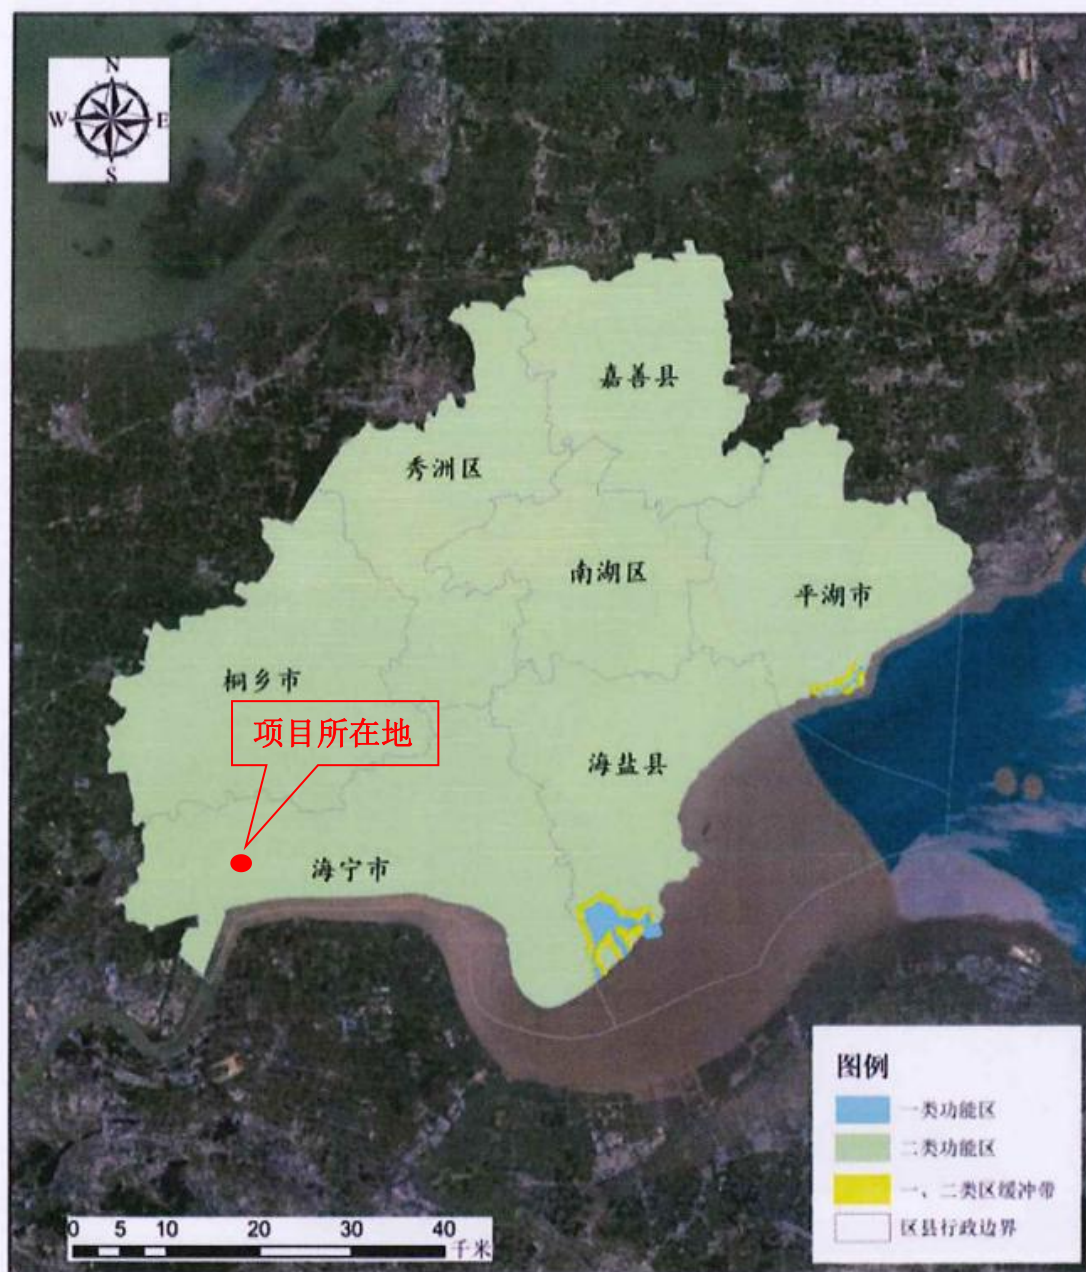 N
W E
S
嘉善县
秀洲区
南湖区
平湖市
桐乡市
项目所在地
海盐县
海宁市
图例
一类功能区
二类功能区
一、二类区缓冲带
区县行政边界
0 5 10 20 30 40
千米